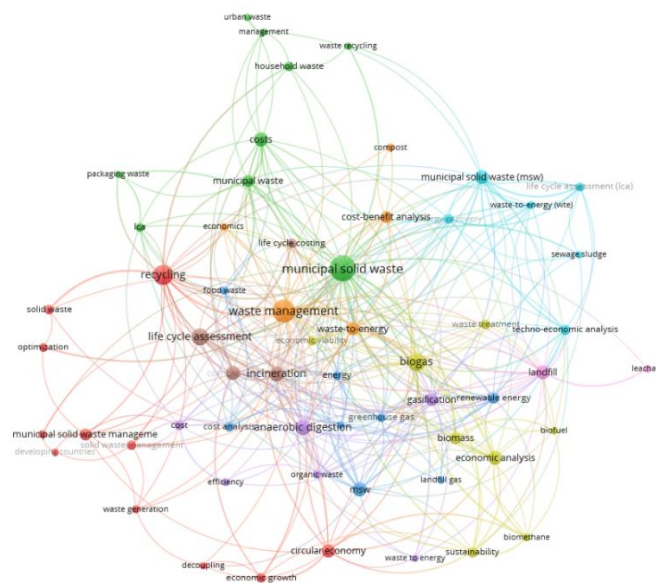 urban waste
management
waste recycling
household waste
costs
compost
packaging waste
municipal waste
municipal solid waste (msw)
life cycle assessment (lca)
waste-to-energy (wte)
lca
economics
cost-benefit analysis
life cycle costing
sewage sludge
recycling
municipal solid waste
food waste
solid waste
waste management
waste treatment
optimization
life cycle assessment
waste-to-energy
techno-economic analysis
economic viability
biogas
incineration
energy
landfill
leacha
gasification
renewable energy
greenhouse gas
cost
cost analysis
anaerobic digestion
municipal solid waste manageme
solid waste management
developing countries
biomass
biofuel
economic analysis
organic waste
efficiency
msw
landfill gas
waste generation
biomethane
circular economy
sustainability
waste to energy
decoupling
economic growth